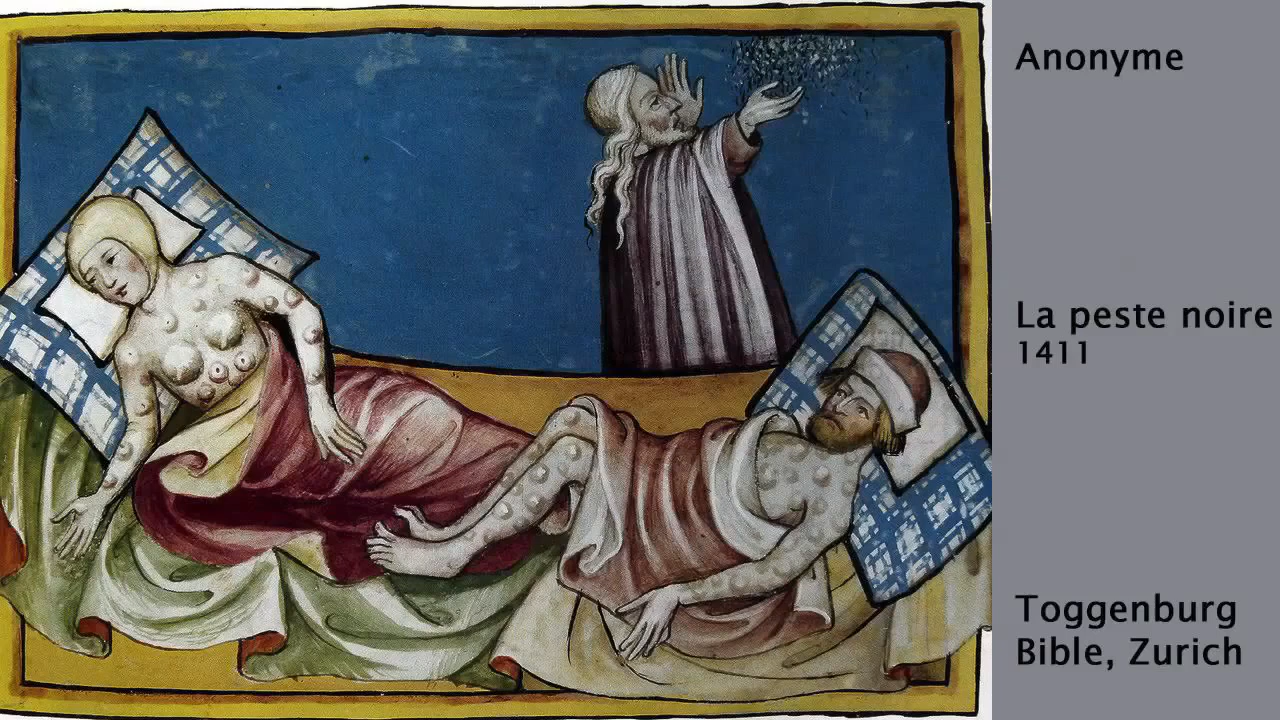 Anonyme
La peste noire
1411
Toggenburg
Bible, Zurich